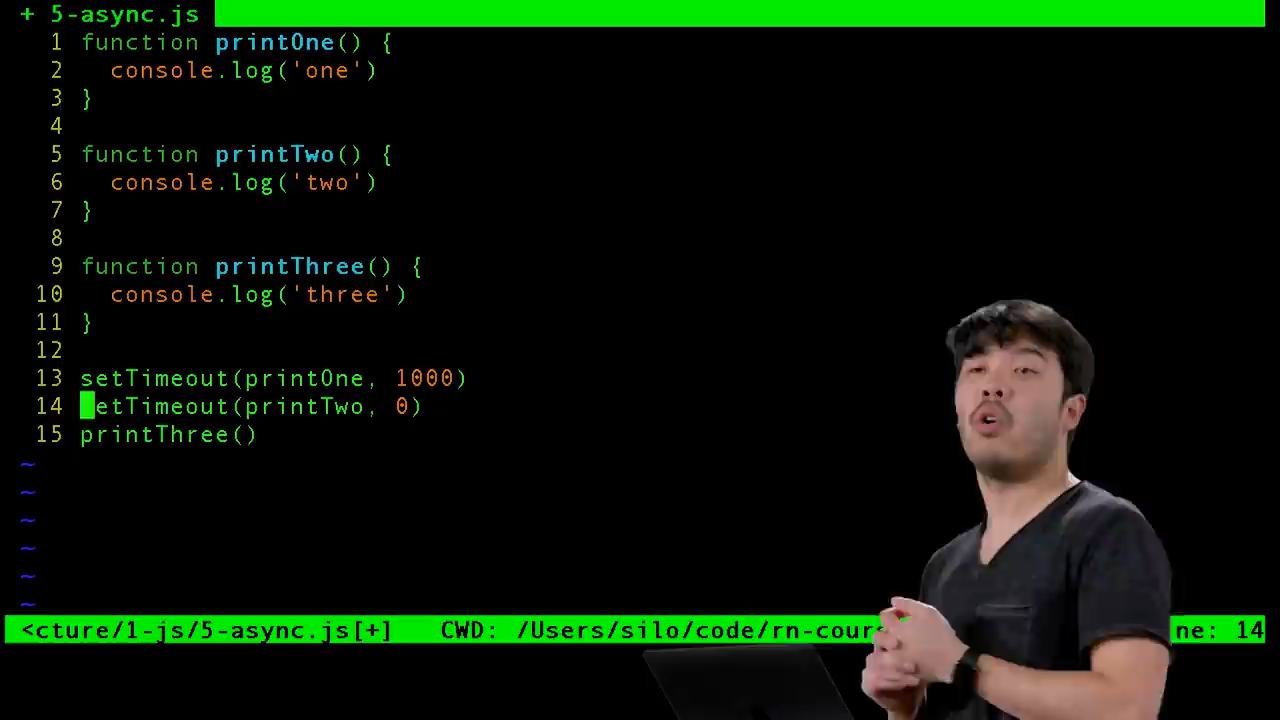 + 5-async.js
1 function printOne() {
2   console.log('one')
3 }
4
5 function printTwo() {
6   console.log('two')
7 }
8
9 function printThree() {
10   console.log('three')
11 }
12
13 setTimeout(printOne, 1000)
14 etTimeout(printTwo, 0)
15 printThree()
~
~
~
~
~
~
<cture/1-js/5-async.js[+] CWD: /Users/silo/code/rn-cour ne: 14